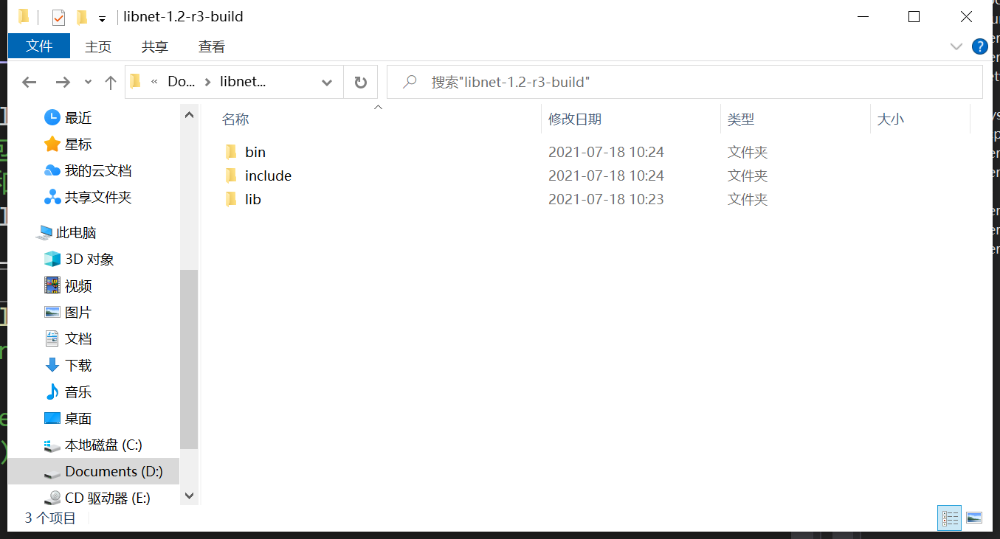 libnet-1.2-r3-build
文件 主页 共享 查看
« Do... libnet... 搜索"libnet-1.2-r3-build"
名称 修改日期 类型 大小
bin 2021-07-18 10:24 文件夹
include 2021-07-18 10:24 文件夹
lib 2021-07-18 10:23 文件夹
最近
星标
我的云文档
共享文件夹
此电脑
3D 对象
视频
图片
文档
下载
音乐
桌面
本地磁盘 (C:)
Documents (D:)
CD 驱动器 (E:)
3 个项目